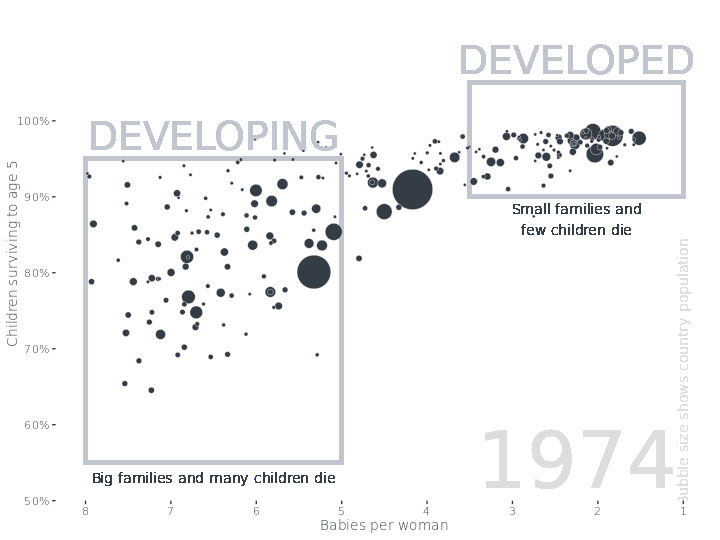 DEVELOPED
DEVELOPING
100%
90%
80%
70%
60%
50%
Children surviving to age 5
Small families and
few children die
Big families and many children die
1974
Bubble size shows country population
8 7 6 5 4 3 2 1
Babies per woman